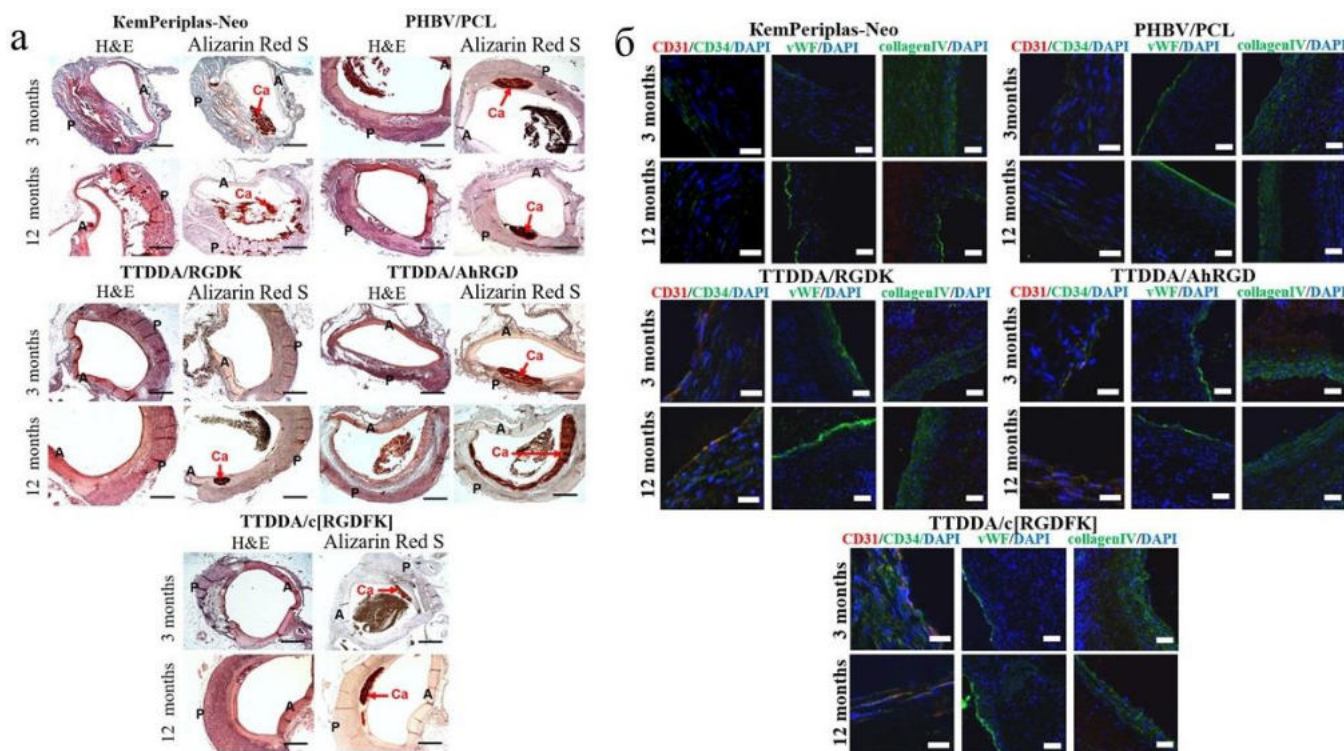 а
KemPeriplas-Neo
PHBV/PCL
H&E
Alizarin Red S
H&E
Alizarin Red S
3 months
A
P
Ca
A
P
Ca
A
12 months
A
P
A
Ca
P
A
P
A
Ca
P
TTDDA/RGDK
TTDDA/AhRGD
H&E
Alizarin Red S
H&E
Alizarin Red S
3 months
P
A
A
P
A
P
A
Ca
P
12 months
A
P
Ca
A
P
A
P
A
Ca
P
TTDDA/c[RGDFK]
H&E
Alizarin Red S
3 months
P
A
P
Ca
A
12 months
P
A
Ca
A
P
б
KemPeriplas-Neo
PHBV/PCL
CD31/CD34/DAPI
vWF/DAPI
collagenIV/DAPI
CD31/CD34/DAPI
vWF/DAPI
collagenIV/DAPI
3 months
3months
12 months
12 months
TTDDA/RGDK
TTDDA/AhRGD
CD31/CD34/DAPI
vWF/DAPI
collagenIV/DAPI
CD31/CD34/DAPI
vWF/DAPI
collagenIV/DAPI
3 months
3 months
12 months
12 months
TTDDA/c[RGDFK]
CD31/CD34/DAPI
vWF/DAPI
collagenIV/DAPI
3 months
12 months